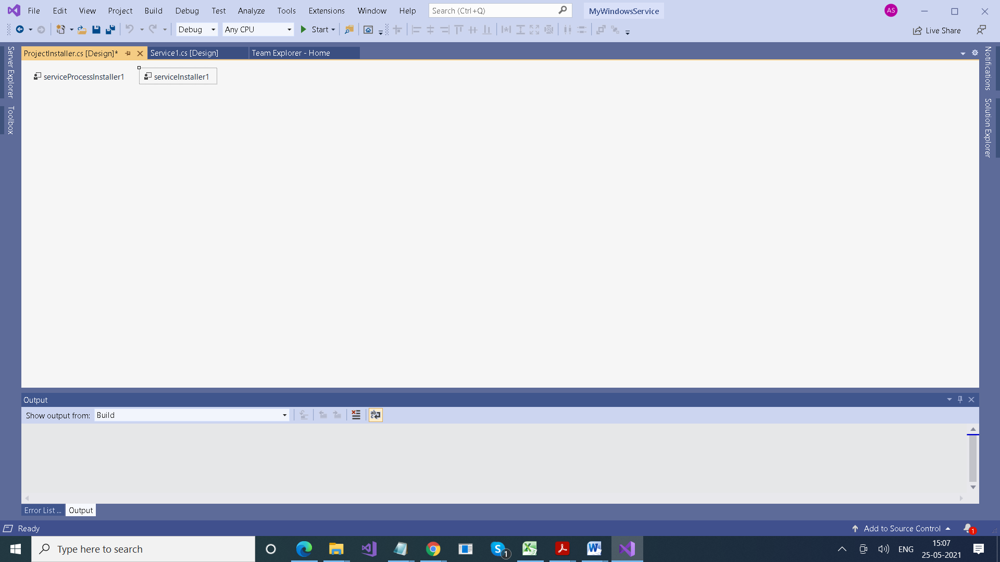 File Edit View Project Build Debug Test Analyze Tools Extensions Window Help Search (Ctrl+Q) MyWindowsService AS
Debug Any CPU Start Live Share
ProjectInstaller.cs [Design]* Service1.cs [Design] Team Explorer - Home
Server Explorer
Toolbox
serviceProcessInstaller1 serviceInstaller1
Notifications
Solution Explorer
Output
Show output from: Build
Error List ... Output
Ready Add to Source Control 1
Type here to search 1 ENG 15:07
25-05-2021